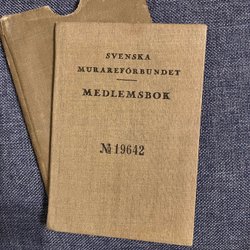 SVENSKA
MURAREFÖRBUNDET
MEDLEMSBOK
№ 19642